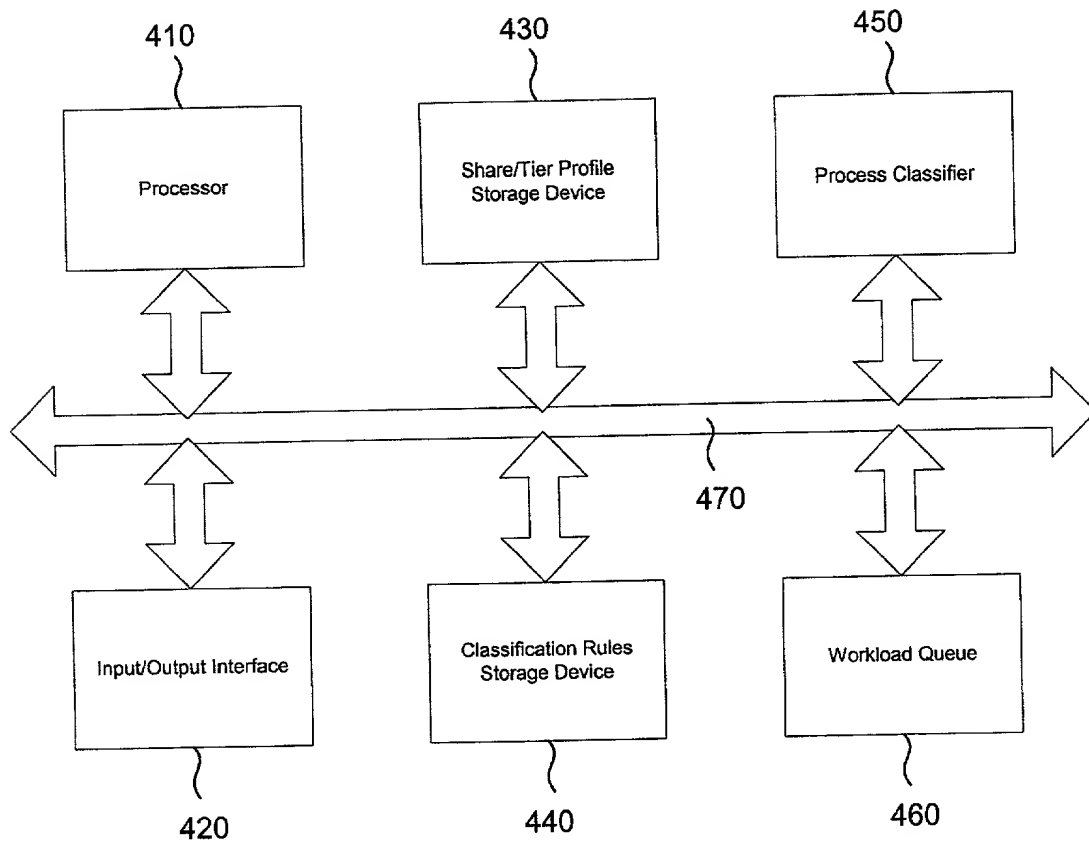 410
430
450
Processor
Share/Tier Profile
Storage Device
Process Classifier
470
Input/Output Interface
Classification Rules
Storage Device
Workload Queue
420
440
460